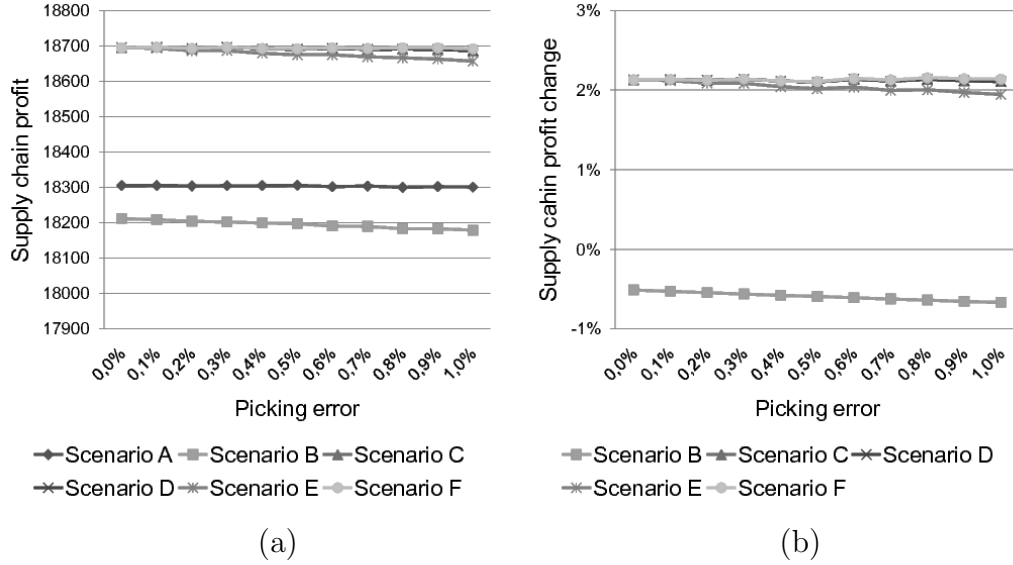 18800
18700
18600
18500
18400
18300
18200
18100
18000
17900
Supply chain profit
0,0% 0,1% 0,2% 0,3% 0,4% 0,5% 0,6% 0,7% 0,8% 0,9% 1,0%
Picking error
Scenario A Scenario B Scenario C
Scenario D Scenario E Scenario F
(a)
3%
2%
1%
0%
-1%
Supply cahin profit change
0,0% 0,1% 0,2% 0,3% 0,4% 0,5% 0,6% 0,7% 0,8% 0,9% 1,0%
Picking error
Scenario B Scenario C Scenario D
Scenario E Scenario F
(b)